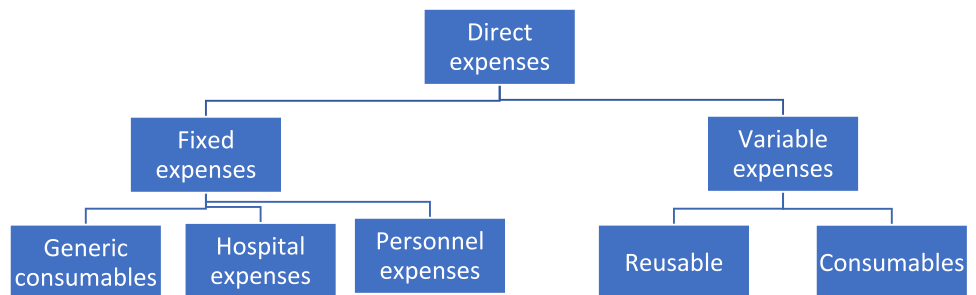 Direct
expenses
Fixed
expenses
Variable
expenses
Generic
consumables
Hospital
expenses
Personnel
expenses
Reusable
Consumables